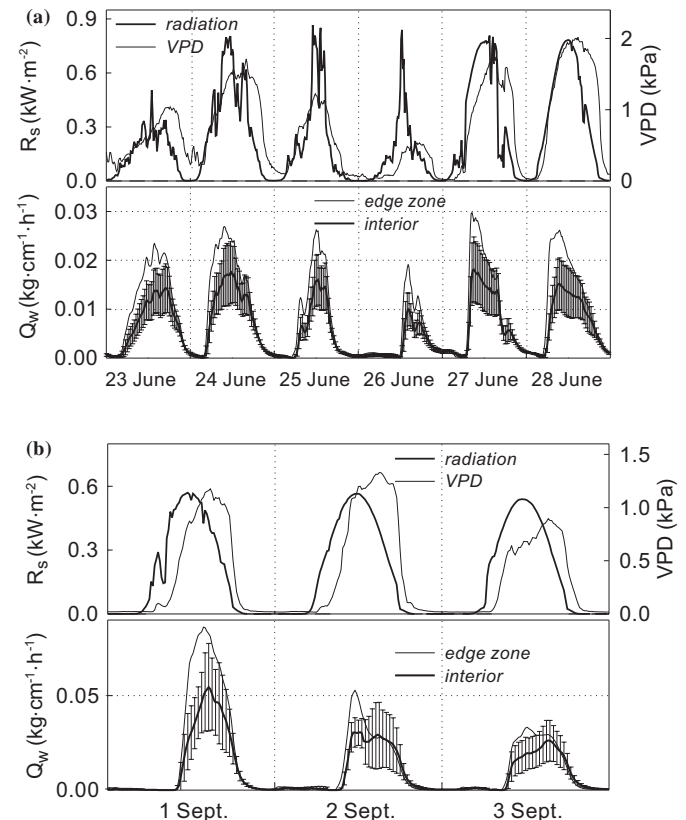 (a)
radiation
VPD
0.9
0.6
0.3
0.0
R_s (kW·m⁻²)
2
1
0
VPD (kPa)
edge zone
interior
0.03
0.02
0.01
0.00
Q_w (kg·cm⁻¹·h⁻¹)
23 June 24 June 25 June 26 June 27 June 28 June
(b)
radiation
VPD
0.6
0.3
0.0
R_s (kW·m⁻²)
1.5
1.0
0.5
0.0
VPD (kPa)
edge zone
interior
0.05
0.00
Q_w (kg·cm⁻¹·h⁻¹)
1 Sept. 2 Sept. 3 Sept.